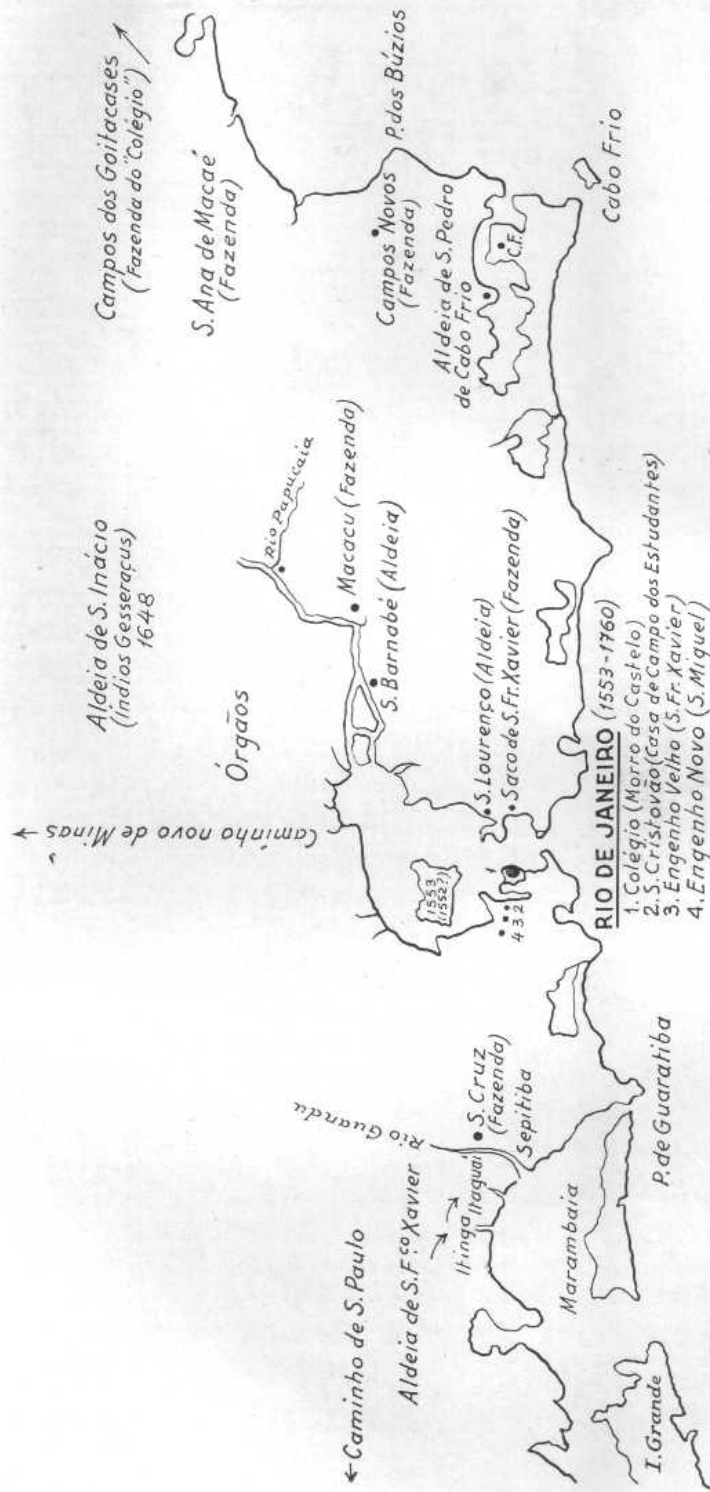 Campos dos Goitacases
(Fazenda do "Colégio")
S. Ana de Macaé
(Fazenda)
P. dos Búzios
Campos Novos
(Fazenda)
Aldeia de S. Pedro
de Cabo Frio
C.F.
Cabo Frio
Aldeia de S. Inácio
(índios Gesseraçus)
1648
Órgãos
Rio Papucaia
Macacu (Fazenda)
S. Barnabé (Aldeia)
Caminho novo de Minas →
S. Lourenço (Aldeia)
Saco de S. Fr. Xavier (Fazenda)
1553
(1552?)
1
4 3 2
RIO DE JANEIRO (1553-1760)
1. Colégio (Morro do Castelo)
2. S. Cristovão (Casa de Campo dos Estudantes)
3. Engenho Velho (S. Fr. Xavier)
4. Engenho Novo (S. Miguel)
←Caminho de S. Paulo
Aldeia de S. F.co Xavier
Rio Guandu
Itinga
Itaguaí
S. Cruz
(Fazenda)
Sepitiba
Marambaia
P. de Guaratiba
I. Grande